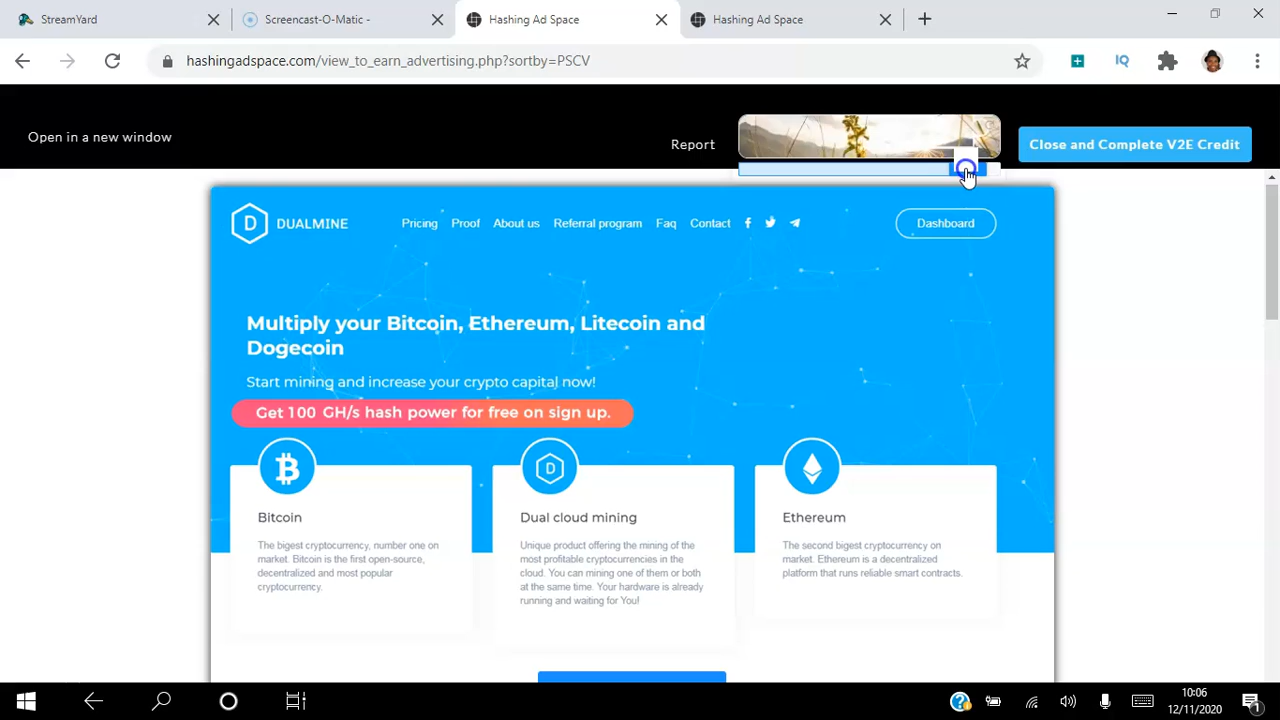 StreamYard
Screencast-O-Matic -
Hashing Ad Space
Hashing Ad Space
hashingadspace.com/view_to_earn_advertising.php?sortby=PSCV
IQ
Open in a new window
Report
Close and Complete V2E Credit
D DUALMINE
Pricing Proof About us Referral program Faq Contact
Dashboard
Multiply your Bitcoin, Ethereum, Litecoin and
Dogecoin
Start mining and increase your crypto capital now!
Get 100 GH/s hash power for free on sign up.
Bitcoin
The bigest cryptocurrency, number one on
market. Bitcoin is the first open-source,
decentralized and most popular
cryptocurrency.
D
Dual cloud mining
Unique product offering the mining of the
most profitable cryptocurrencies in the
cloud. You can mining one of them or both
at the same time. Your hardware is already
running and waiting for You!
Ethereum
The second bigest cryptocurrency on
market. Ethereum is a decentralized
platform that runs reliable smart contracts.
10:06
12/11/2020
1